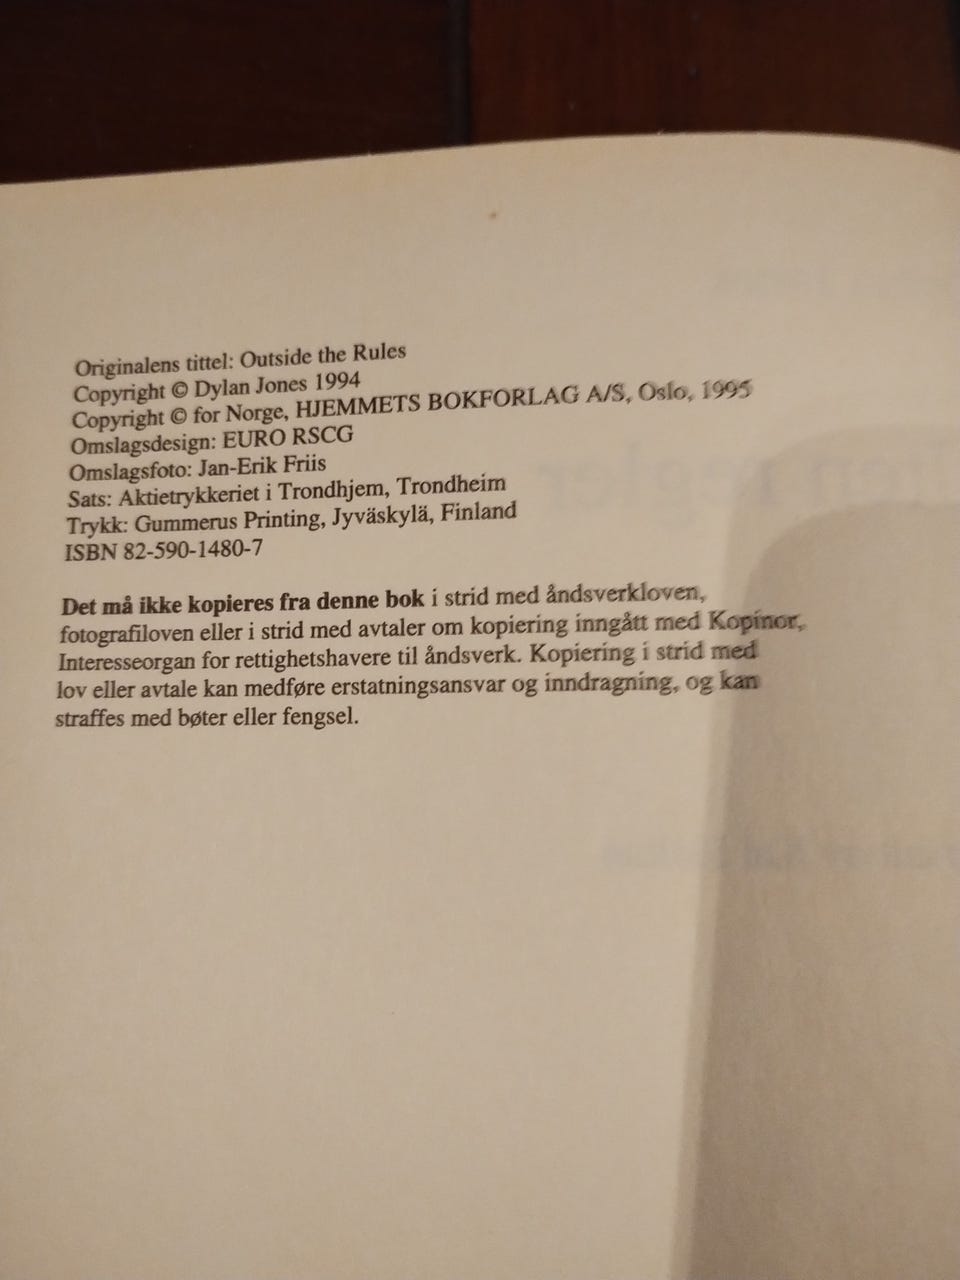 Originalens tittel: Outside the Rules
Copyright © Dylan Jones 1994
Copyright © for Norge, HJEMMETS BOKFORLAG A/S, Oslo, 1995
Omslagsdesign: EURO RSCG
Omslagsfoto: Jan-Erik Friis
Sats: Aktietrykkeriet i Trondhjem, Trondheim
Trykk: Gummerus Printing, Jyväskylä, Finland
ISBN 82-590-1480-7
Det må ikke kopieres fra denne bok i strid med åndsverkloven,
fotografiloven eller i strid med avtaler om kopiering inngått med Kopinor,
Interesseorgan for rettighetshavere til åndsverk. Kopiering i strid med
lov eller avtale kan medføre erstatningsansvar og inndragning, og kan
straffes med bøter eller fengsel.